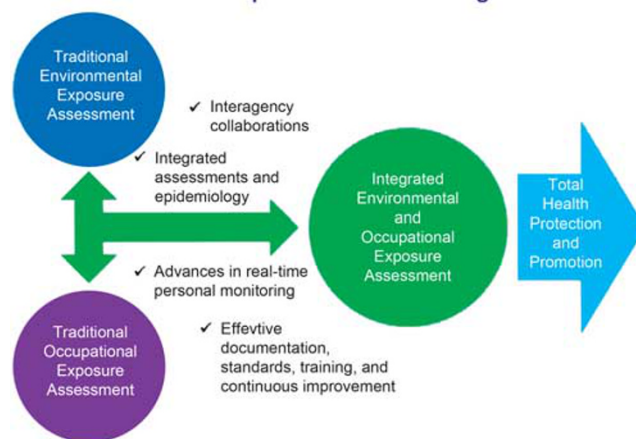 Traditional
Environmental
Exposure
Assessment
✓ Interagency
collaborations
✓ Integrated
assessments and
epidemiology
Integrated
Environmental
and
Occupational
Exposure
Assessment
Total
Health
Protection
and
Promotion
✓ Advances in real-time
personal monitoring
Traditional
Occupational
Exposure
Assessment
✓ Effevtive
documentation,
standards, training, and
continuous improvement